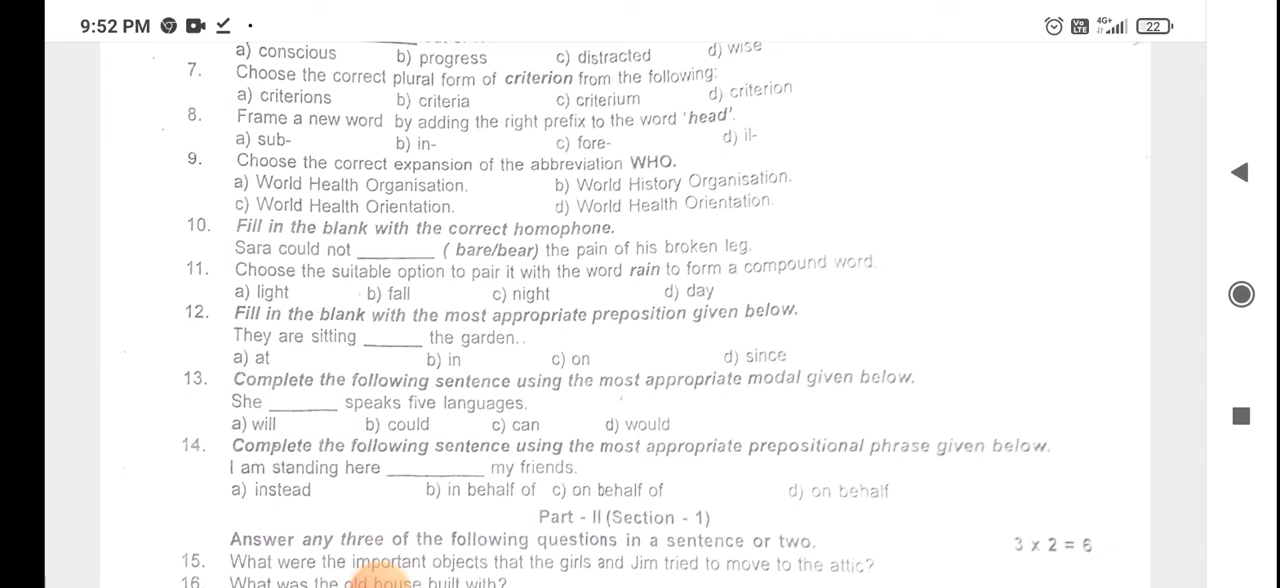 9:52 PM
4G+
22
a) conscious b) progress c) distracted d) wise
7. Choose the correct plural form of criterion from the following:
a) criterions b) criteria c) criterium d) criterion
8. Frame a new word by adding the right prefix to the word 'head'.
a) sub- b) in- c) fore- d) il-
9. Choose the correct expansion of the abbreviation WHO.
a) World Health Organisation. b) World History Organisation.
c) World Health Orientation. d) World Health Orientation.
10. Fill in the blank with the correct homophone.
Sara could not ________ ( bare/bear) the pain of his broken leg.
11. Choose the suitable option to pair it with the word rain to form a compound word.
a) light b) fall c) night d) day
12. Fill in the blank with the most appropriate preposition given below.
They are sitting ______ the garden..
a) at b) in c) on d) since
13. Complete the following sentence using the most appropriate modal given below.
She _______ speaks five languages.
a) will b) could c) can d) would
14. Complete the following sentence using the most appropriate prepositional phrase given below.
I am standing here __________ my friends.
a) instead b) in behalf of c) on behalf of d) on behalf
Part - II (Section - 1)
Answer any three of the following questions in a sentence or two. 3 x 2 = 6
15. What were the important objects that the girls and Jim tried to move to the attic?
16. What was the old house built with?